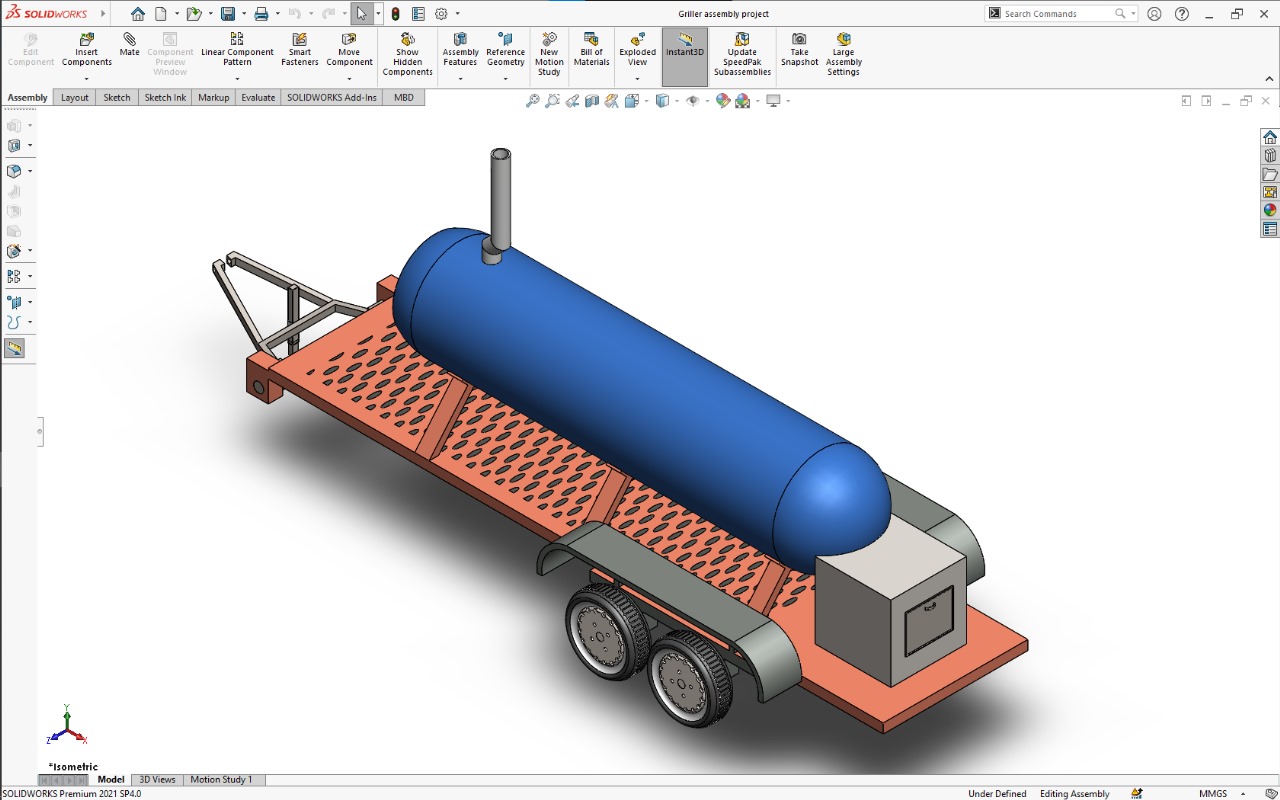 SOLIDWORKS
Griller assembly project
Search Commands
Edit Component
Insert Components
Mate
Component Preview Window
Linear Component Pattern
Smart Fasteners
Move Component
Show Hidden Components
Assembly Features
Reference Geometry
New Motion Study
Bill of Materials
Exploded View
Instant3D
Update SpeedPak Subassemblies
Take Snapshot
Large Assembly Settings
Assembly
Layout
Sketch
Sketch Ink
Markup
Evaluate
SOLIDWORKS Add-Ins
MBD
Y
Z
X
*Isometric
Model
3D Views
Motion Study 1
SOLIDWORKS Premium 2021 SP4.0
Under Defined
Editing Assembly
MMGS